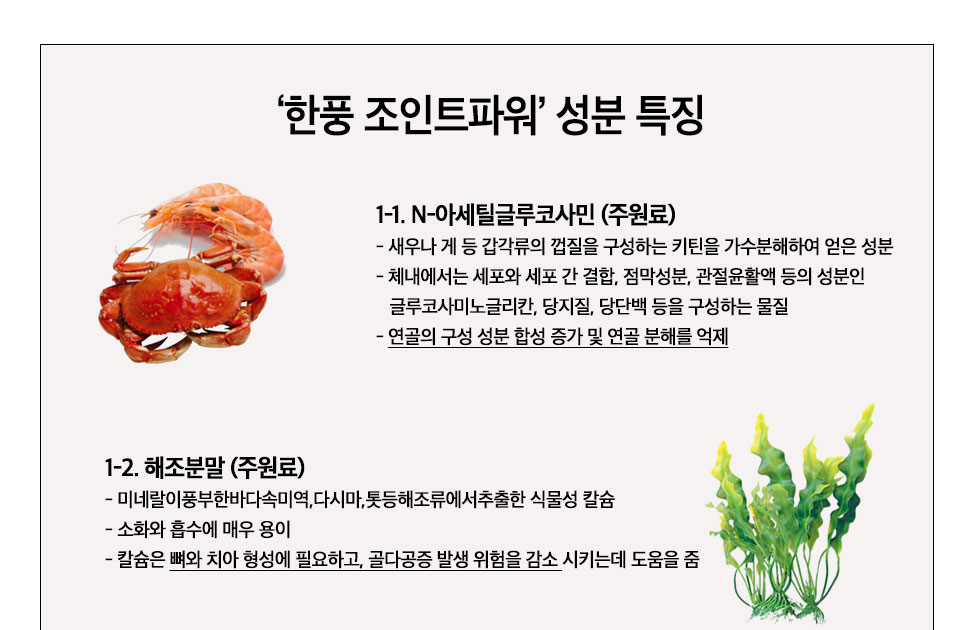 ‘한풍 조인트파워’ 성분 특징
1-1. N-아세틸글루코사민 (주원료)
- 새우나 게 등 갑각류의 껍질을 구성하는 키틴을 가수분해하여 얻은 성분
- 체내에서는 세포와 세포 간 결합, 점막성분, 관절윤활액 등의 성분인
글루코사미노글리칸, 당지질, 당단백 등을 구성하는 물질
- 연골의 구성 성분 합성 증가 및 연골 분해를 억제
1-2. 해조분말 (주원료)
- 미네랄이풍부한바다속미역,다시마,톳등해조류에서추출한 식물성 칼슘
- 소화와 흡수에 매우 용이
- 칼슘은 뼈와 치아 형성에 필요하고, 골다공증 발생 위험을 감소 시키는데 도움을 줌